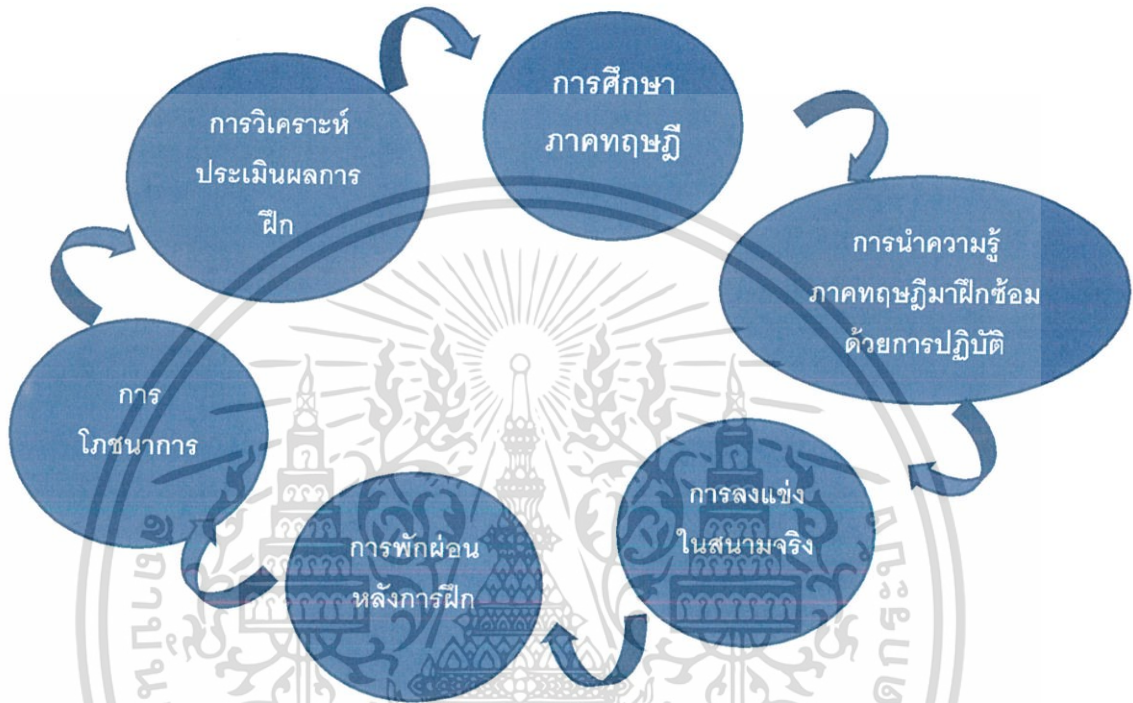 การศึกษา
ภาคทฤษฎี
การนำความรู้
ภาคทฤษฎีมาฝึกซ้อม
ด้วยการปฏิบัติ
การลงแข่ง
ในสนามจริง
การพักผ่อน
หลังการฝึก
การ
โภชนาการ
การวิเคราะห์
ประเมินผลการ
ฝึก